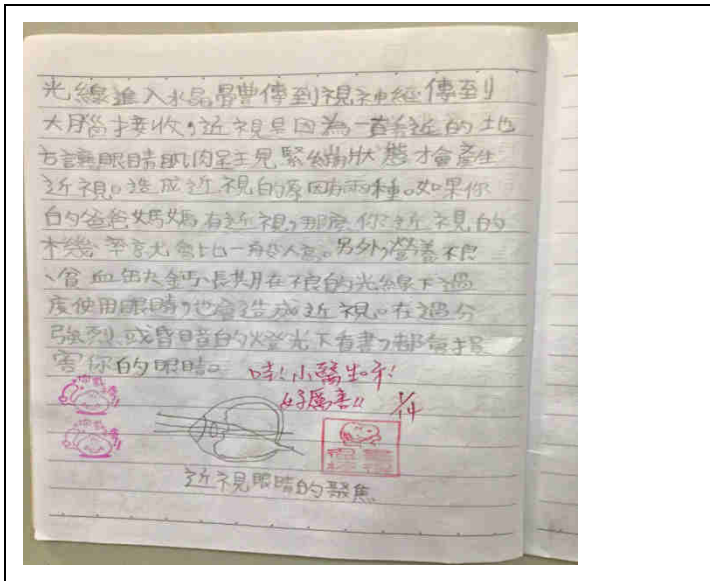 光線進入水晶體會傳到視神經傳到
大腦接收,近視是因為一直看近的地
方讓眼睛肌肉呈現緊繃狀態才會產生
近視。造成近視的原因有兩種。如果你
的爸爸媽媽有近視,那麼你近視的
機率就會比一般人高。另外,營養不良
、貧血缺鈣、長期在不良的光線下過
度使用眼睛,也會造成近視。在過分
強烈或昏暗的燈光下看書,都會損
害你的眼睛。
哇!小醫生耶!
好厲害!! 1/14
近視眼睛的聚焦